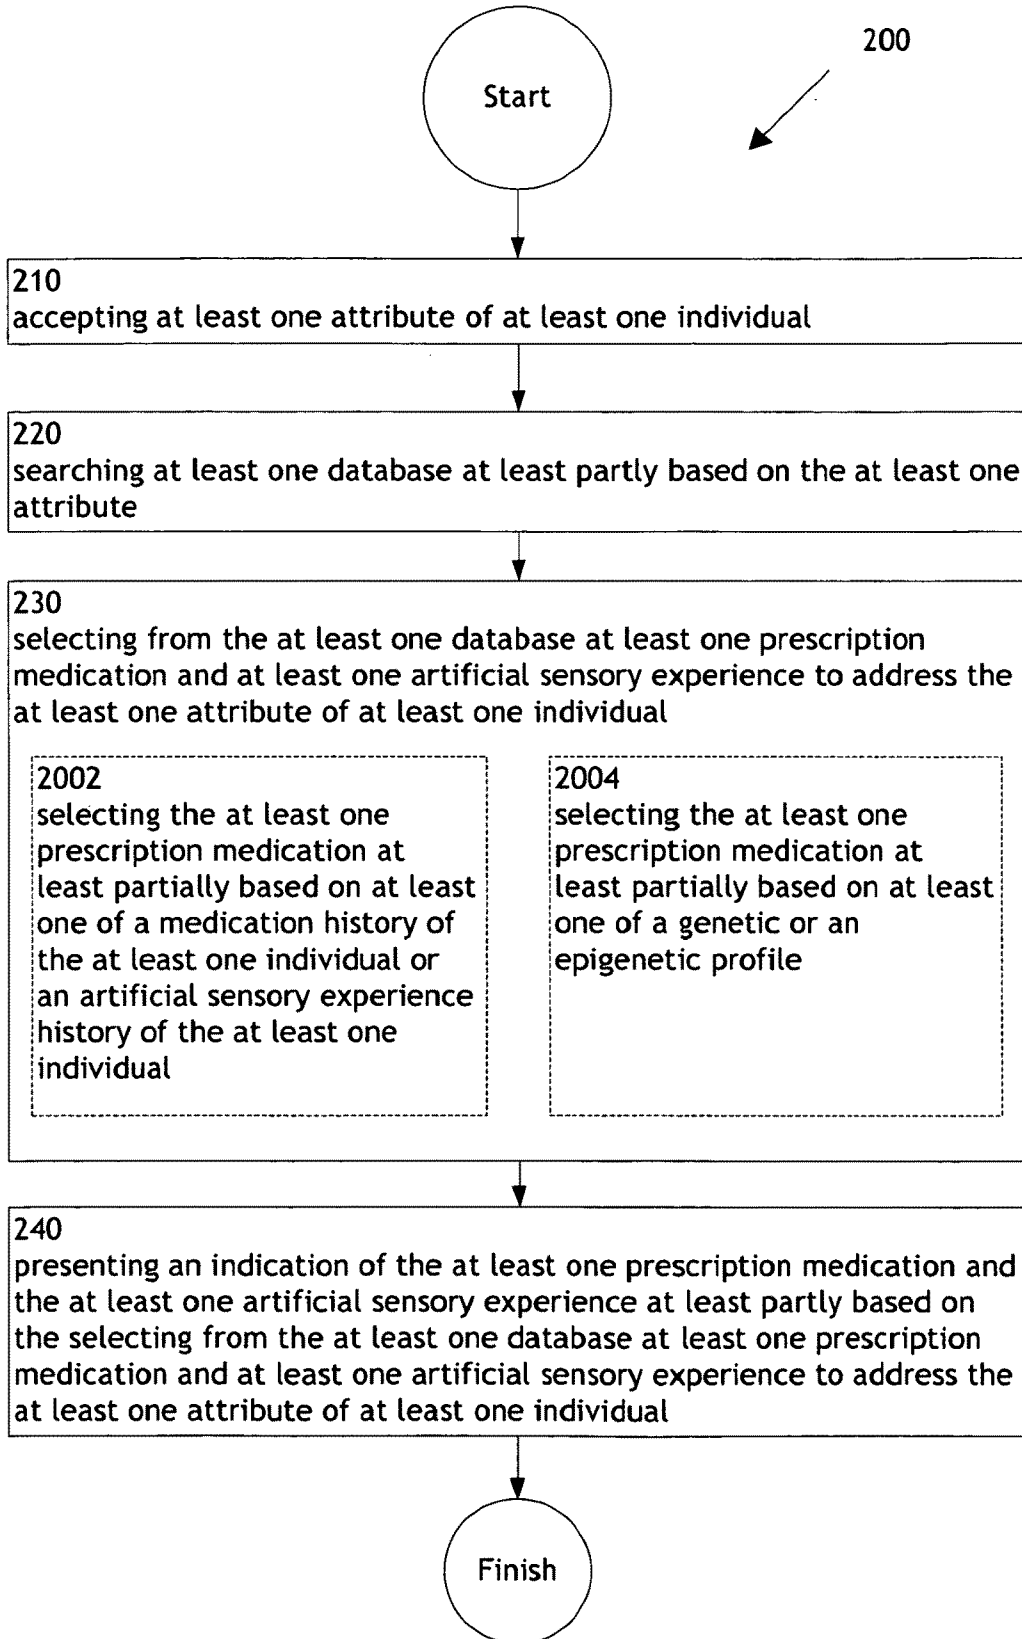 200
Start
210
accepting at least one attribute of at least one individual
220
searching at least one database at least partly based on the at least one
attribute
230
selecting from the at least one database at least one prescription
medication and at least one artificial sensory experience to address the
at least one attribute of at least one individual
2002
selecting the at least one
prescription medication at
least partially based on at least
one of a medication history of
the at least one individual or
an artificial sensory experience
history of the at least one
individual
2004
selecting the at least one
prescription medication at
least partially based on at least
one of a genetic or an
epigenetic profile
240
presenting an indication of the at least one prescription medication and
the at least one artificial sensory experience at least partly based on
the selecting from the at least one database at least one prescription
medication and at least one artificial sensory experience to address the
at least one attribute of at least one individual
Finish